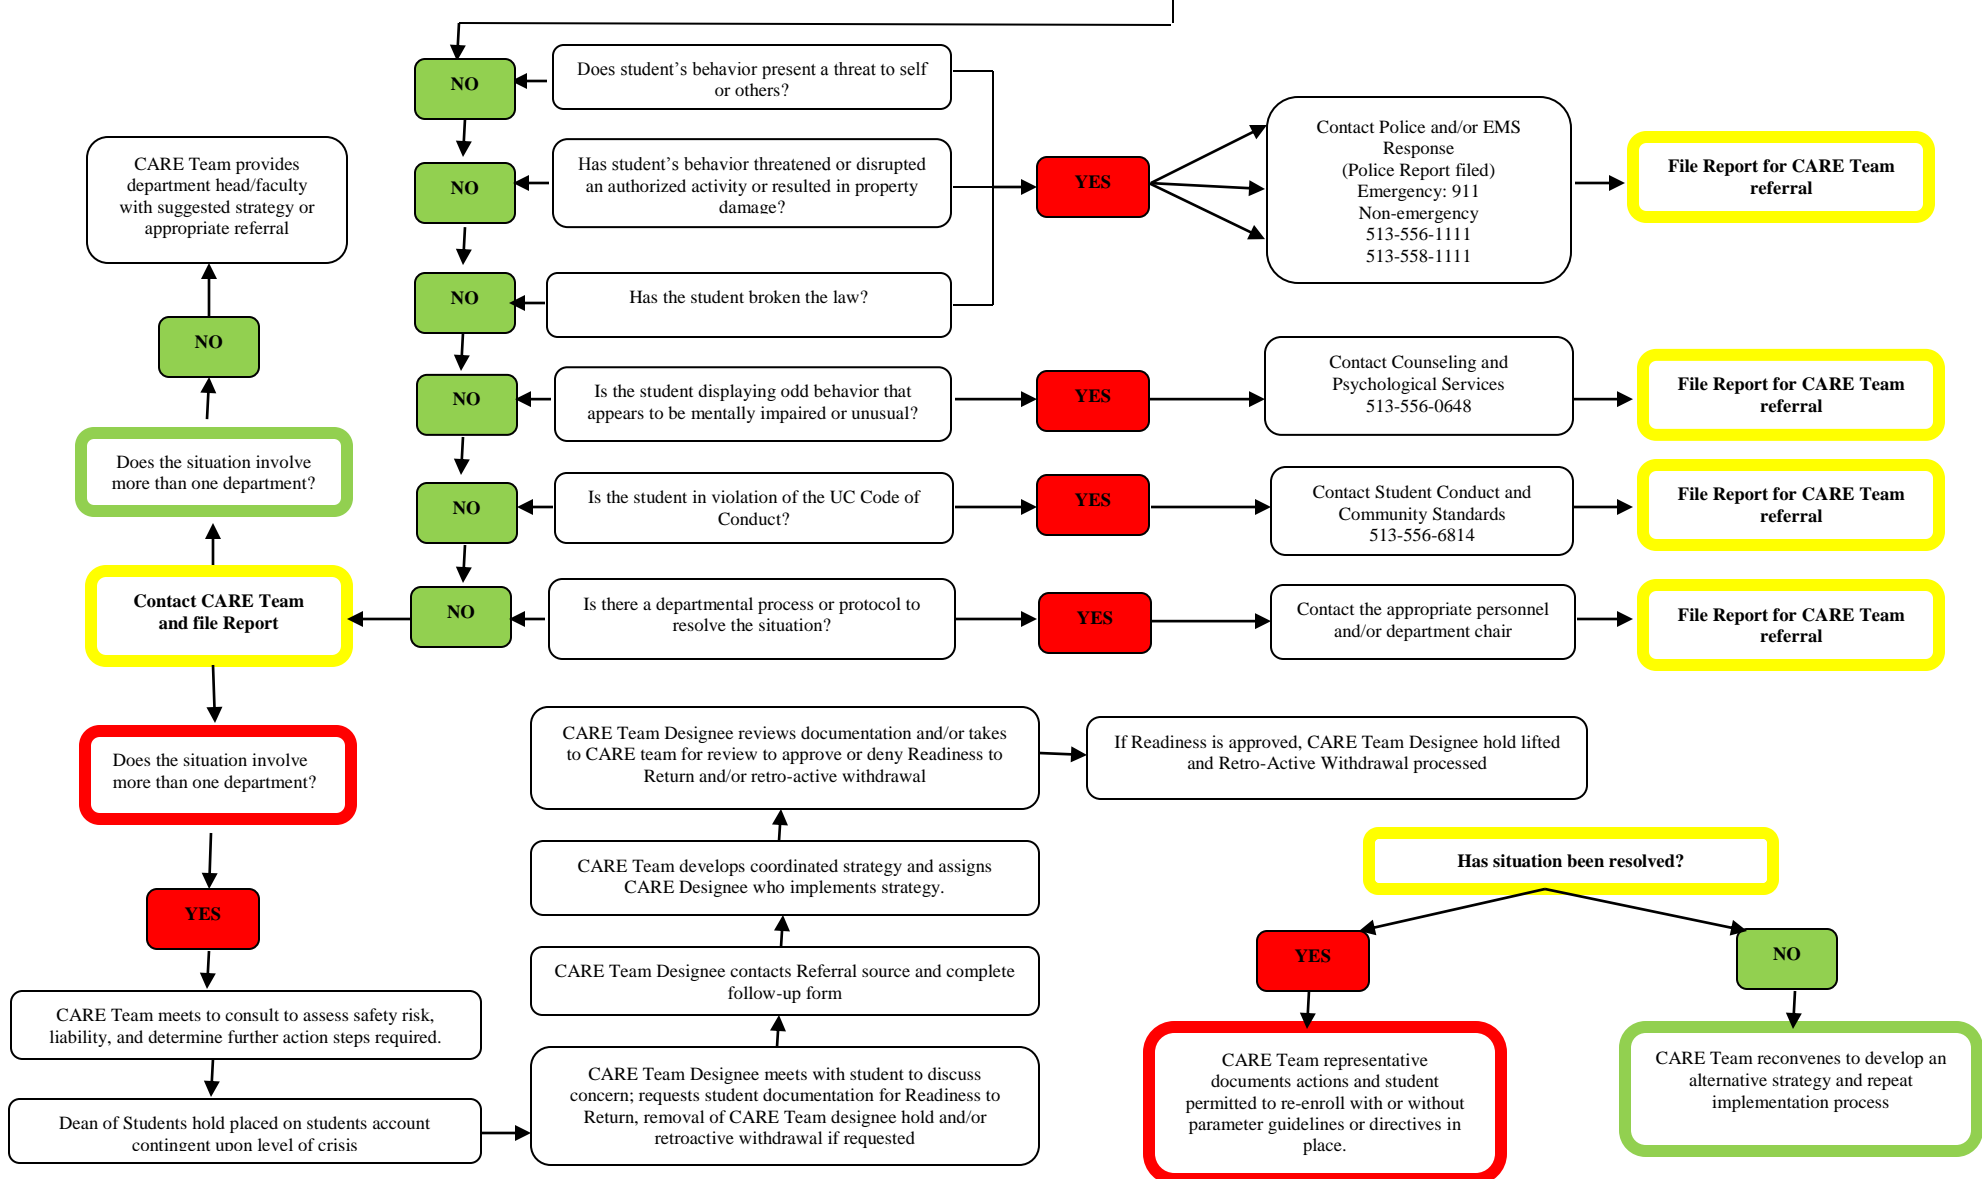 NO
Does student's behavior present a threat to self
or others?
NO
Has student's behavior threatened or disrupted
an authorized activity or resulted in property
damage?
YES
Contact Police and/or EMS
Response
(Police Report filed)
Emergency: 911
Non-emergency
513-556-1111
513-558-1111
File Report for CARE Team
referral
CARE Team provides
department head/faculty
with suggested strategy or
appropriate referral
NO
Has the student broken the law?
NO
NO
Is the student displaying odd behavior that
appears to be mentally impaired or unusual?
YES
Contact Counseling and
Psychological Services
513-556-0648
File Report for CARE Team
referral
Does the situation involve
more than one department?
NO
Is the student in violation of the UC Code of
Conduct?
YES
Contact Student Conduct and
Community Standards
513-556-6814
File Report for CARE Team
referral
Contact CARE Team
and file Report
NO
Is there a departmental process or protocol to
resolve the situation?
YES
Contact the appropriate personnel
and/or department chair
File Report for CARE Team
referral
Does the situation involve
more than one department?
YES
CARE Team meets to consult to assess safety risk,
liability, and determine further action steps required.
Dean of Students hold placed on students account
contingent upon level of crisis
CARE Team Designee reviews documentation and/or takes
to CARE team for review to approve or deny Readiness to
Return and/or retro-active withdrawal
If Readiness is approved, CARE Team Designee hold lifted
and Retro-Active Withdrawal processed
CARE Team develops coordinated strategy and assigns
CARE Designee who implements strategy.
CARE Team Designee contacts Referral source and complete
follow-up form
CARE Team Designee meets with student to discuss
concern; requests student documentation for Readiness to
Return, removal of CARE Team designee hold and/or
retroactive withdrawal if requested
Has situation been resolved?
YES
NO
CARE Team representative
documents actions and student
permitted to re-enroll with or without
parameter guidelines or directives in
place.
CARE Team reconvenes to develop an
alternative strategy and repeat
implementation process